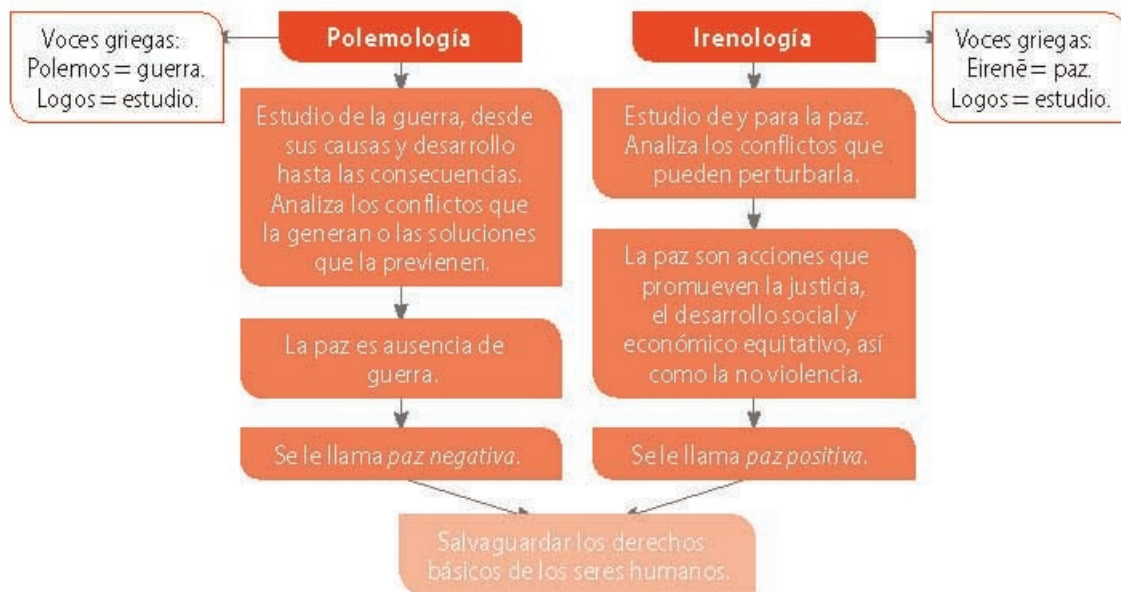 Voces griegas:
Polemos = guerra.
Logos = estudio.
Polemología
Estudio de la guerra, desde
sus causas y desarrollo
hasta las consecuencias.
Analiza los conflictos que
la generan o las soluciones
que la previenen.
La paz es ausencia de
guerra.
Se le llama paz negativa.
Irenología
Voces griegas:
Eirenē = paz.
Logos = estudio.
Estudio de y para la paz.
Analiza los conflictos que
pueden perturbarla.
La paz son acciones que
promueven la justicia,
el desarrollo social y
económico equitativo, así
como la no violencia.
Se le llama paz positiva.
Salvaguardar los derechos
básicos de los seres humanos.